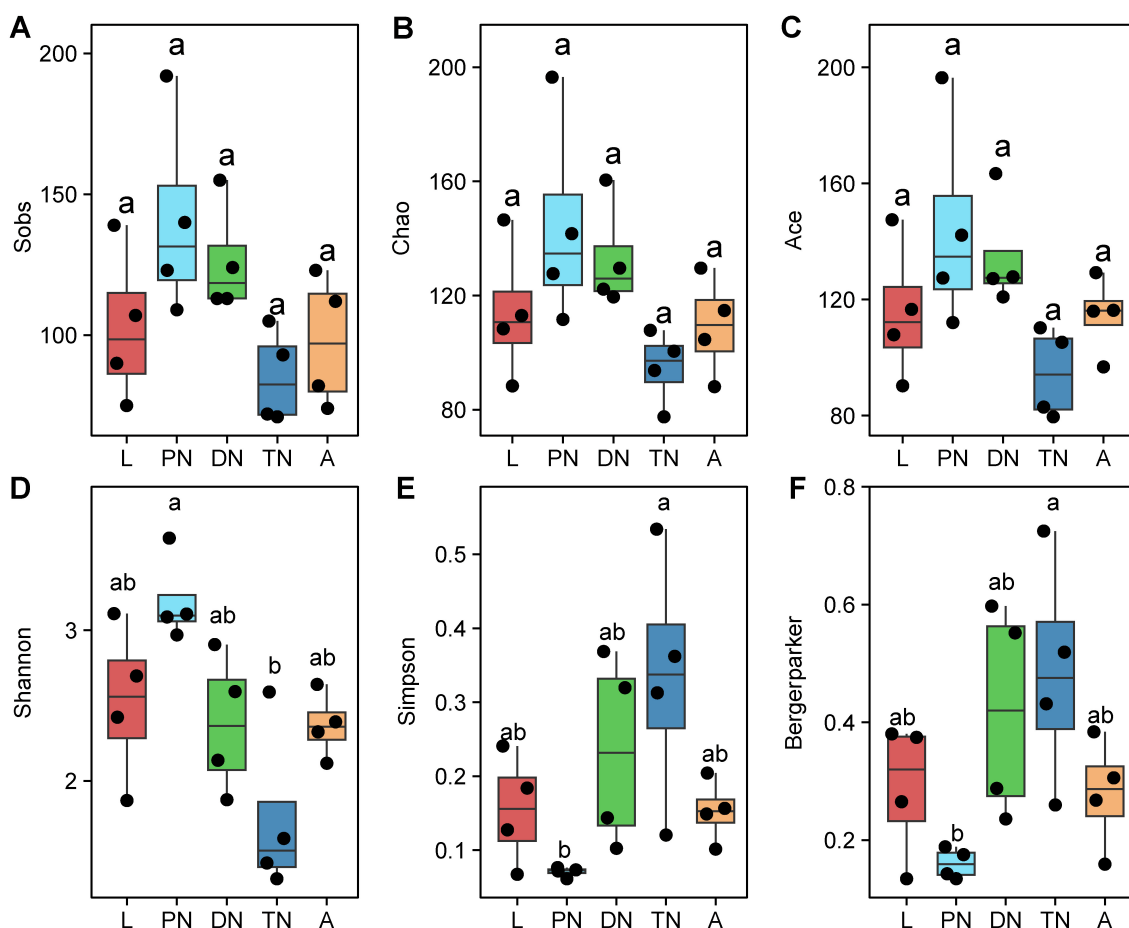 A
Sobs
200
150
100
a a a a a
L PN DN TN A
B
Chao
200
160
120
80
a a a a a
L PN DN TN A
C
Ace
200
160
120
80
a a a a a
L PN DN TN A
D
Shannon
3
2
ab a ab b ab
L PN DN TN A
E
Simpson
0.5
0.4
0.3
0.2
0.1
ab b ab a ab
L PN DN TN A
F
Bergerparker
0.8
0.6
0.4
0.2
ab b ab a ab
L PN DN TN A